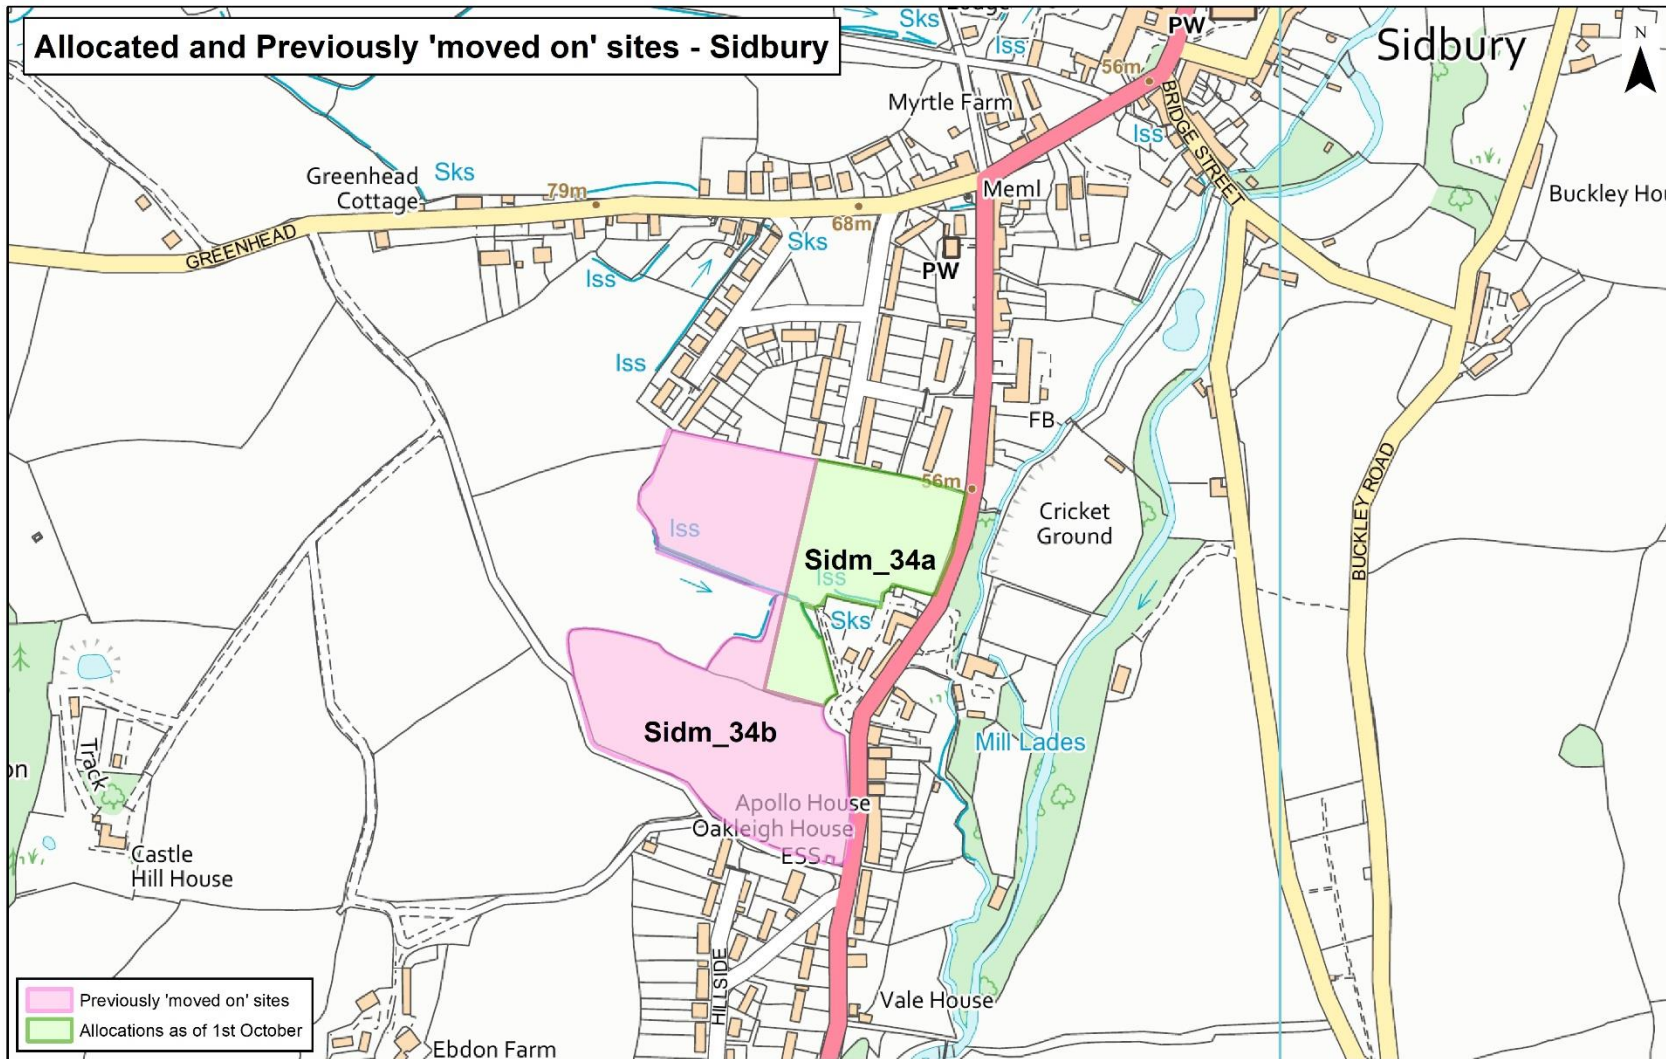 Allocated and Previously 'moved on' sites - Sidbury
Sks
PW
Iss
N
Sidbury
56m
Myrtle Farm
BRIDGE STREET
Iss
Greenhead
Cottage
Sks
79m
Meml
Buckley Hou
68m
GREENHEAD
Sks
PW
Iss
Iss
FB
56m
Cricket
Ground
BUCKLEY ROAD
Iss
Sidm_34a
Iss
Sks
Sidm_34b
Mill Lades
Track
on
Apollo House
Oakleigh House
ESS
Castle
Hill House
HILLSIDE
Vale House
Previously 'moved on' sites
Allocations as of 1st October
Ebdon Farm